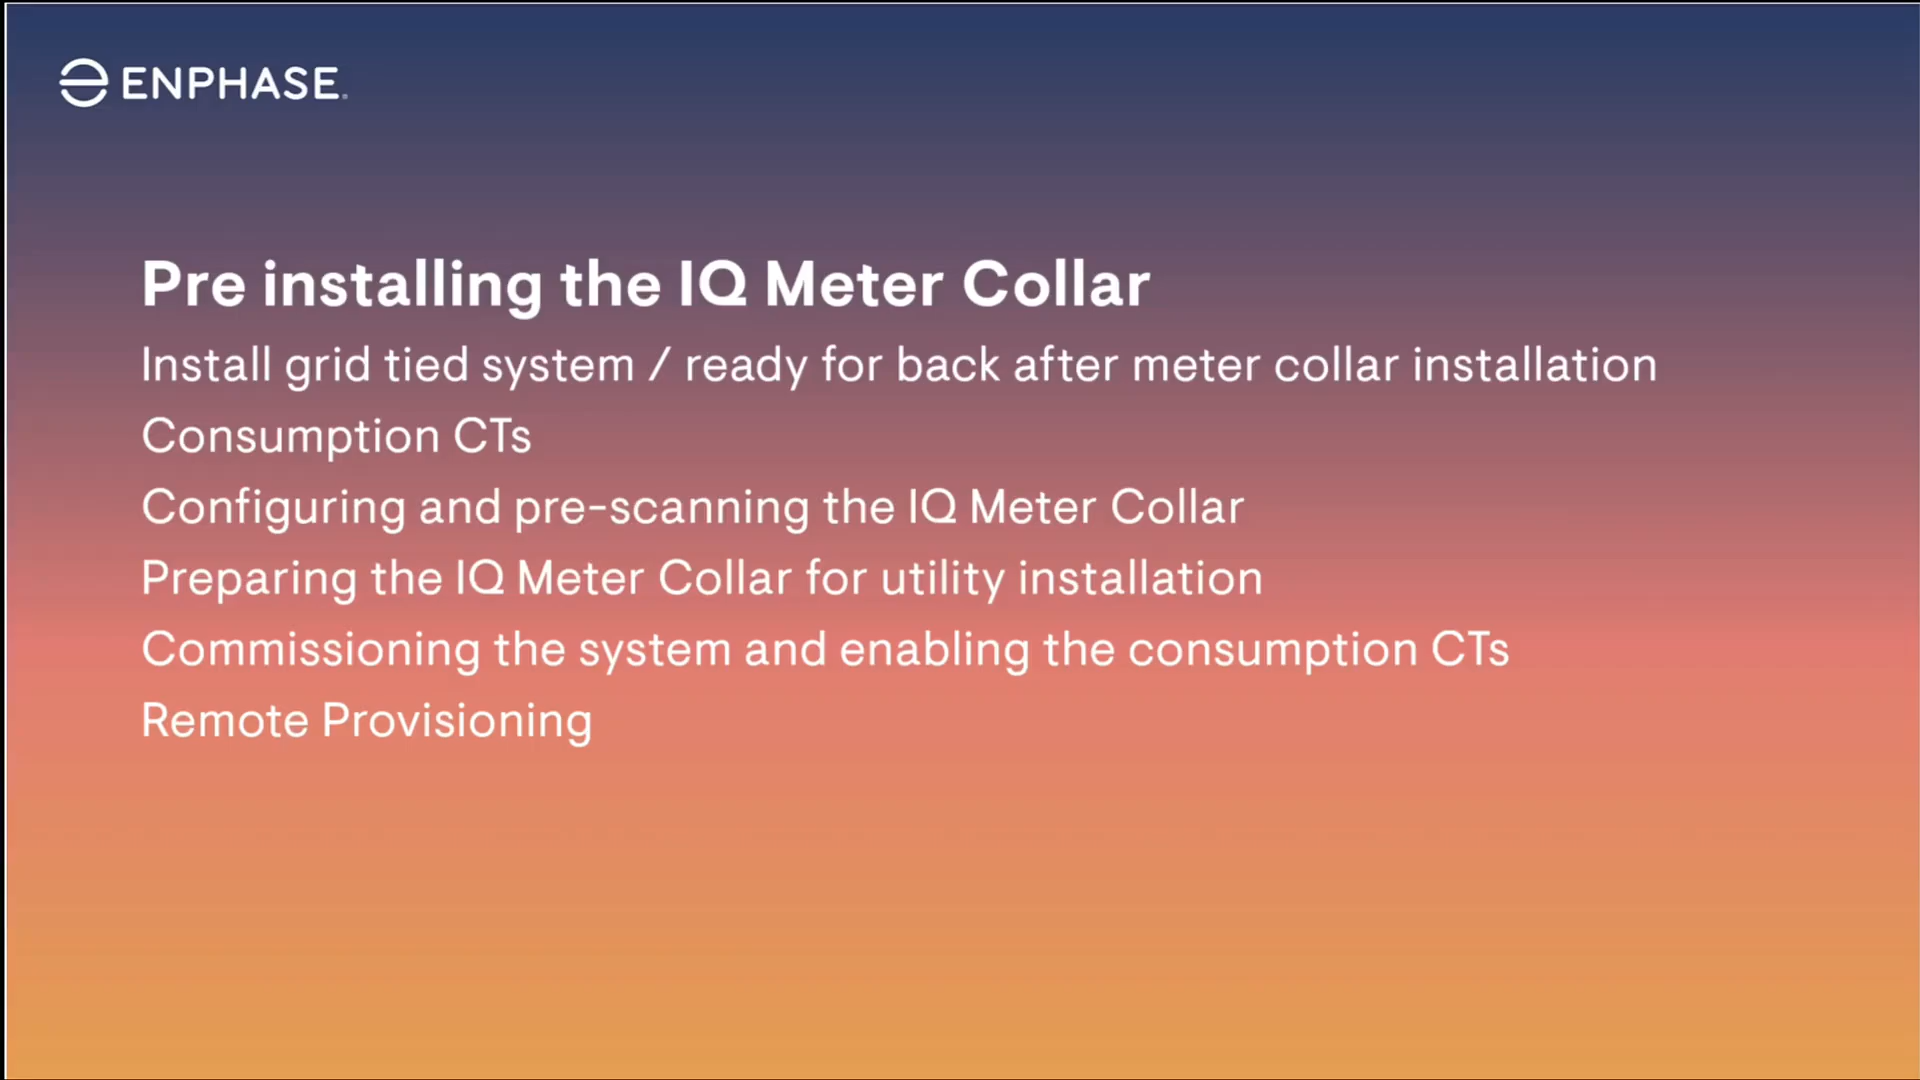 ENPHASE.
Pre installing the IQ Meter Collar
Install grid tied system / ready for back after meter collar installation
Consumption CTs
Configuring and pre-scanning the IQ Meter Collar
Preparing the IQ Meter Collar for utility installation
Commissioning the system and enabling the consumption CTs
Remote Provisioning